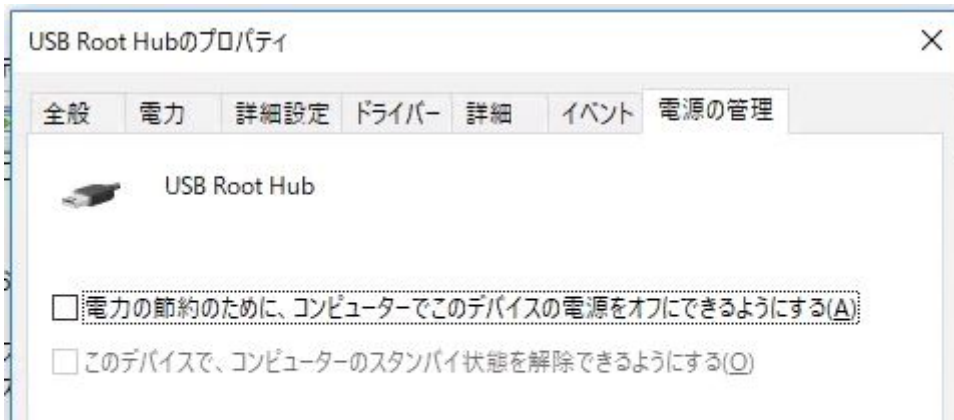 USB Root Hubのプロパティ
全般 電力 詳細設定 ドライバー 詳細 イベント 電源の管理
USB Root Hub
電力の節約のために、コンピューターでこのデバイスの電源をオフにできるようにする(A)
このデバイスで、コンピューターのスタンバイ状態を解除できるようにする(O)